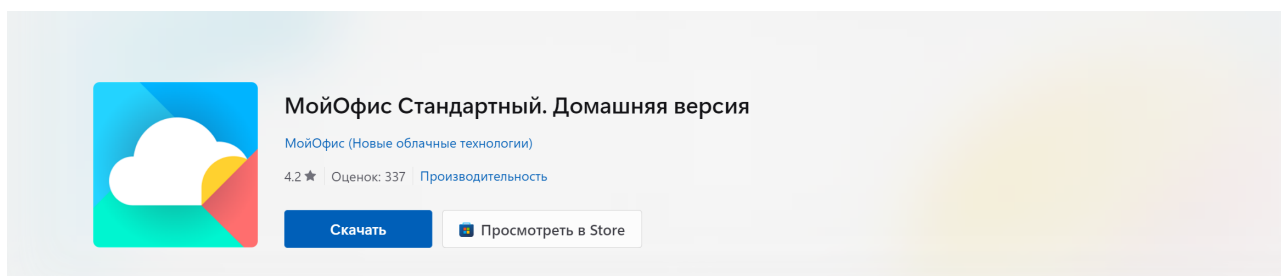 МойОфис Стандартный. Домашняя версия
МойОфис (Новые облачные технологии)
4.2 ★ Оценок: 337 Производительность
Скачать Просмотреть в Store